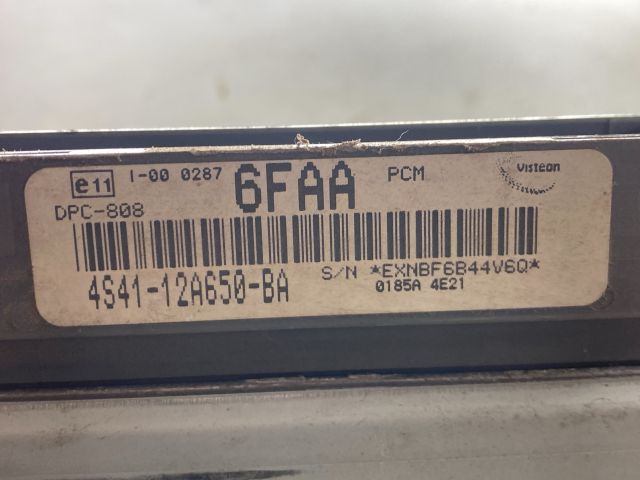 e11 I-00 0287 6FAA PCM Visteon
DPC-808
S/N *EXNBF6B44V6Q*
4S41-12A650-BA 0185A 4E21